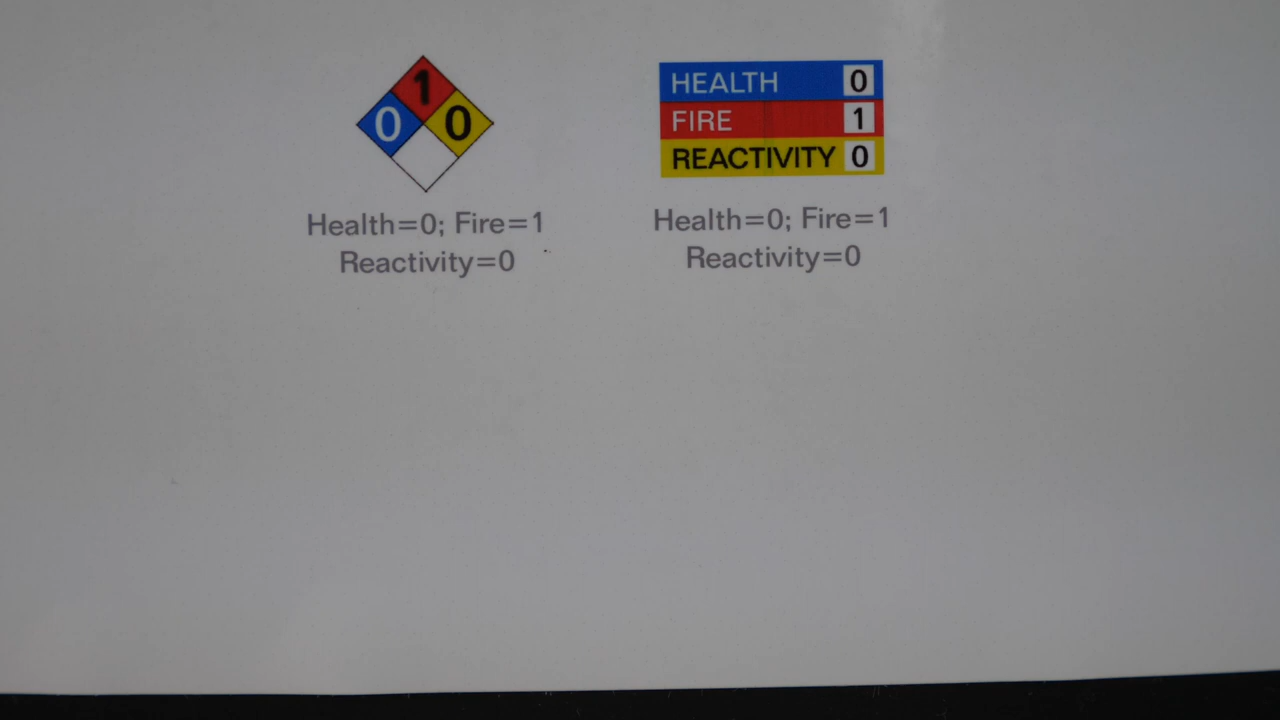 1
0 0
Health=0; Fire=1
Reactivity=0
HEALTH 0
FIRE 1
REACTIVITY 0
Health=0; Fire=1
Reactivity=0